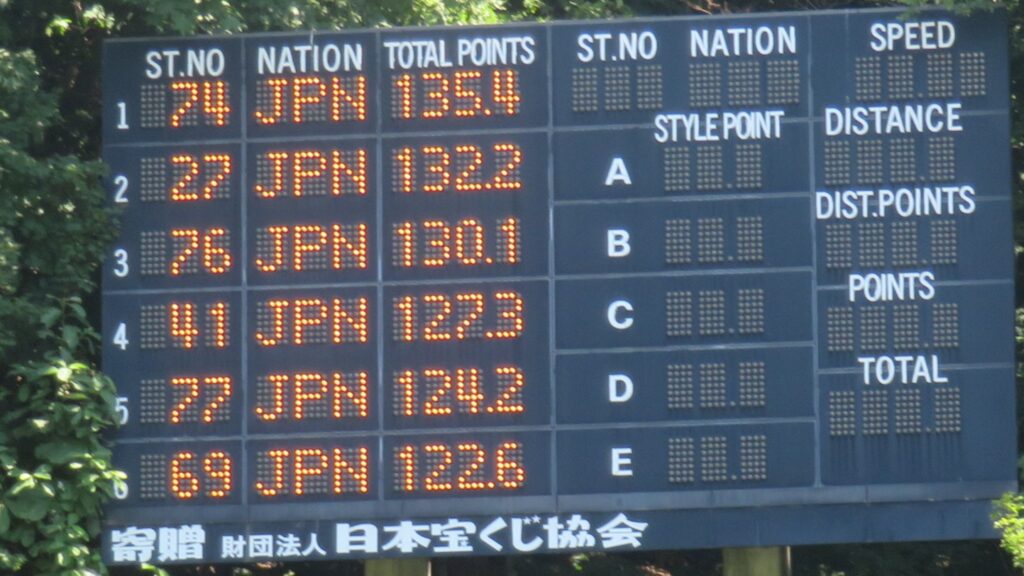 ST.NO NATION TOTAL POINTS
1 74 JPN 135.4
2 27 JPN 132.2
3 76 JPN 130.1
4 41 JPN 127.3
5 77 JPN 124.2
6 69 JPN 122.6
ST.NO NATION SPEED
STYLE POINT DISTANCE
A
DIST.POINTS
B
POINTS
C
TOTAL
D
E
寄贈 財団法人 日本宝くじ協会